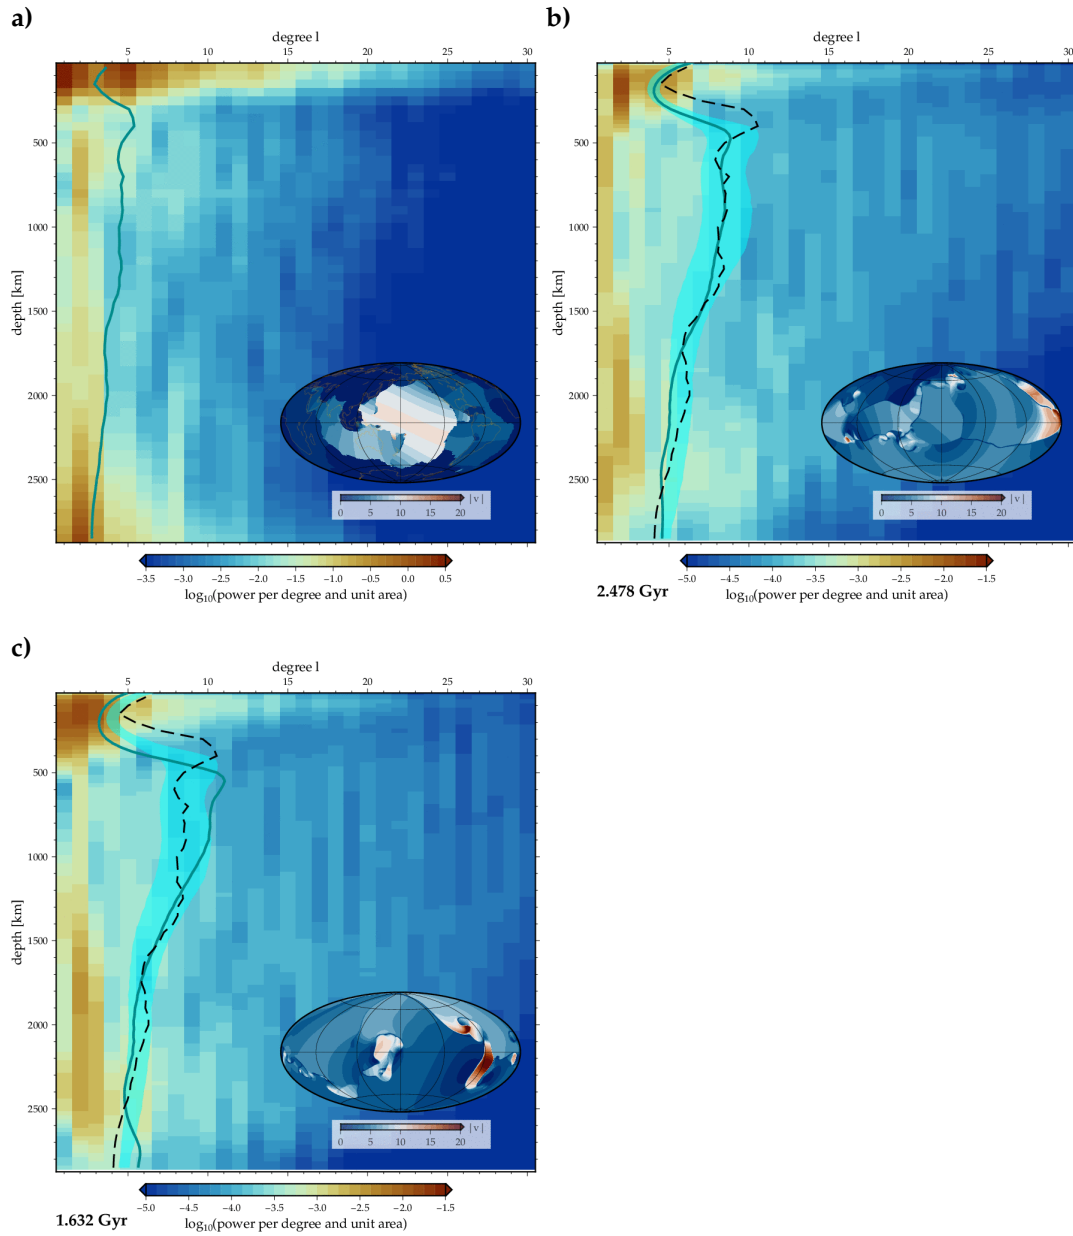 a)
degree l
5 10 15 20 25 30
500
1000
1500
2000
2500
depth [km]
0 5 10 15 20 |v|
−3.5 −3.0 −2.5 −2.0 −1.5 −1.0 −0.5 0.0 0.5
log₁₀(power per degree and unit area)
b)
degree l
5 10 15 20 25 30
500
1000
1500
2000
2500
depth [km]
0 5 10 15 20 |v|
−5.0 −4.5 −4.0 −3.5 −3.0 −2.5 −2.0 −1.5
2.478 Gyr
log₁₀(power per degree and unit area)
c)
degree l
5 10 15 20 25 30
500
1000
1500
2000
2500
depth [km]
0 5 10 15 20 |v|
−5.0 −4.5 −4.0 −3.5 −3.0 −2.5 −2.0 −1.5
1.632 Gyr
log₁₀(power per degree and unit area)